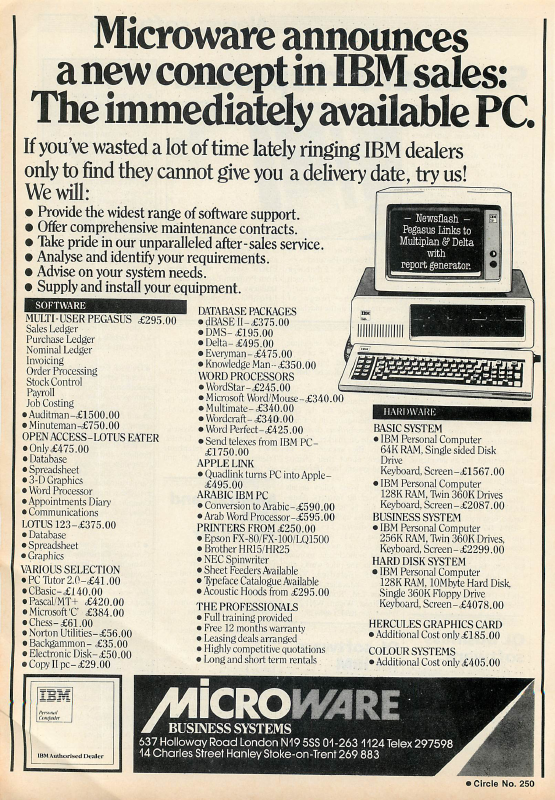 Microware announces
a new concept in IBM sales:
The immediately available PC.
If you've wasted a lot of time lately ringing IBM dealers
only to find they cannot give you a delivery date, try us!
We will:
• Provide the widest range of software support.
• Offer comprehensive maintenance contracts.
• Take pride in our unparalleled after-sales service.
• Analyse and identify your requirements.
• Advise on your system needs.
• Supply and install your equipment.
— Newsflash —
Pegasus Links to
Multiplan & Delta
with
report generator.
IBM
SOFTWARE
MULTI-USER PEGASUS £295.00
Sales Ledger
Purchase Ledger
Nominal Ledger
Invoicing
Order Processing
Stock Control
Payroll
Job Costing
• Auditman–£1500.00
• Minuteman–£750.00
OPEN ACCESS–LOTUS EATER
• Only £475.00
• Database
• Spreadsheet
• 3-D Graphics
• Word Processor
• Appointments Diary
• Communications
LOTUS 123–£375.00
• Database
• Spreadsheet
• Graphics
VARIOUS SELECTION
• PC Tutor 2.0–£41.00
• CBasic–£140.00
• Pascal/MT+ £420.00
• Microsoft 'C' £384.00
• Chess–£61.00
• Norton Utilities–£56.00
• Backgammon–£35.00
• Electronic Disk–£50.00
• Copy II pc–£29.00
DATABASE PACKAGES
• dBASE II–£375.00
• DMS–£195.00
• Delta–£495.00
• Everyman–£475.00
• Knowledge Man–£350.00
WORD PROCESSORS
• WordStar–£245.00
• Microsoft Word/Mouse–£340.00
• Multimate–£340.00
• Wordcraft–£340.00
• Word Perfect–£425.00
• Send telexes from IBM PC–
£1750.00
APPLE LINK
• Quadlink turns PC into Apple–
£495.00
ARABIC IBM PC
• Conversion to Arabic–£590.00
• Arab Word Processor–£595.00
PRINTERS FROM £250.00
• Epson FX-80/FX-100/LQ1500
• Brother HR15/HR25
• NEC Spinwriter
• Sheet Feeders Available
• Typeface Catalogue Available
• Acoustic Hoods from £295.00
THE PROFESSIONALS
• Full training provided
• Free 12 months warranty
• Leasing deals arranged
• Highly competitive quotations
• Long and short term rentals
HARDWARE
BASIC SYSTEM
• IBM Personal Computer
64K RAM, Single sided Disk
Drive
Keyboard, Screen–£1567.00
• IBM Personal Computer
128K RAM, Twin 360K Drives
Keyboard, Screen–£2087.00
BUSINESS SYSTEM
• IBM Personal Computer
256K RAM, Twin 360K Drives,
Keyboard, Screen–£2299.00
HARD DISK SYSTEM
• IBM Personal Computer
128K RAM, 10Mbyte Hard Disk,
Single 360K Floppy Drive
Keyboard, Screen–£4078.00
HERCULES GRAPHICS CARD
• Additional Cost only £185.00
COLOUR SYSTEMS
• Additional Cost only £405.00
IBM
Personal
Computer
IBM Authorised Dealer
MICROWARE
BUSINESS SYSTEMS
637 Holloway Road London N19 5SS 01-263 1124 Telex 297598
14 Charles Street Hanley Stoke-on-Trent 269 883
• Circle No. 250